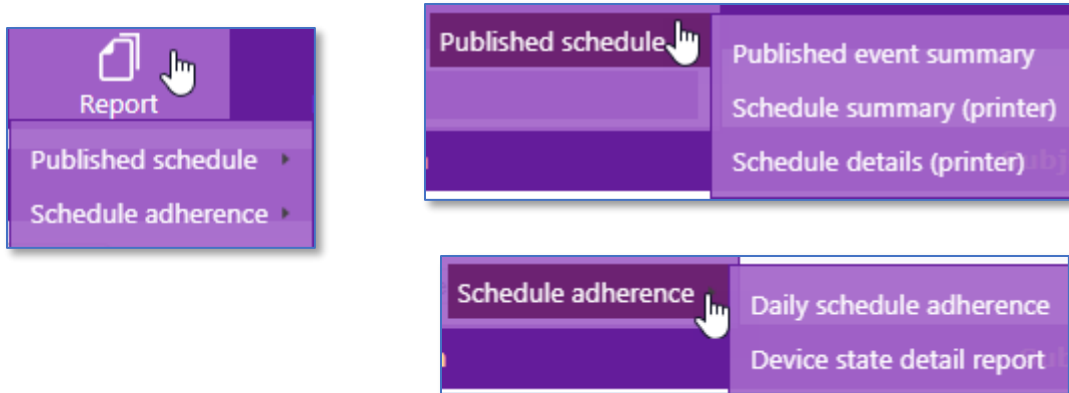 Report
Published schedule
Schedule adherence
Published schedule
Published event summary
Schedule summary (printer)
Schedule details (printer)
Schedule adherence
Daily schedule adherence
Device state detail report